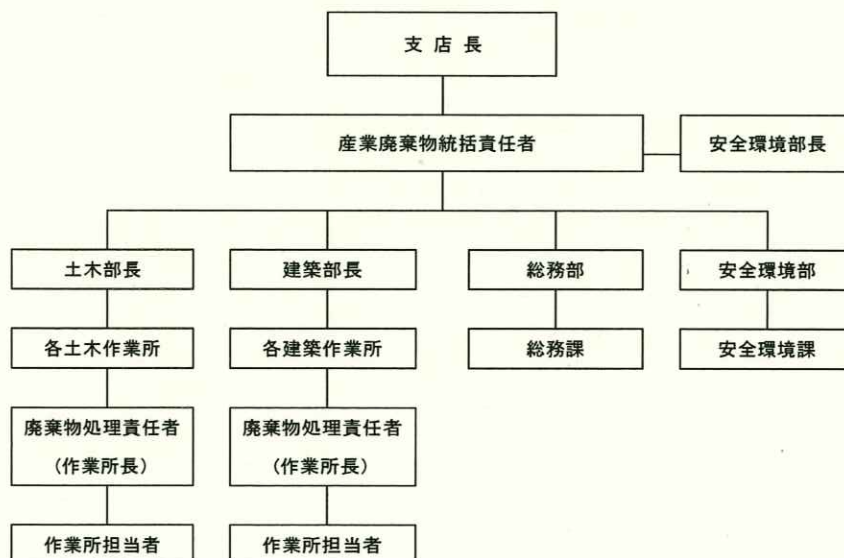 支 店 長
産業廃棄物統括責任者
安全環境部長
土木部長
建築部長
総務部
安全環境部
各土木作業所
各建築作業所
総務課
安全環境課
廃棄物処理責任者
(作業所長)
廃棄物処理責任者
(作業所長)
作業所担当者
作業所担当者